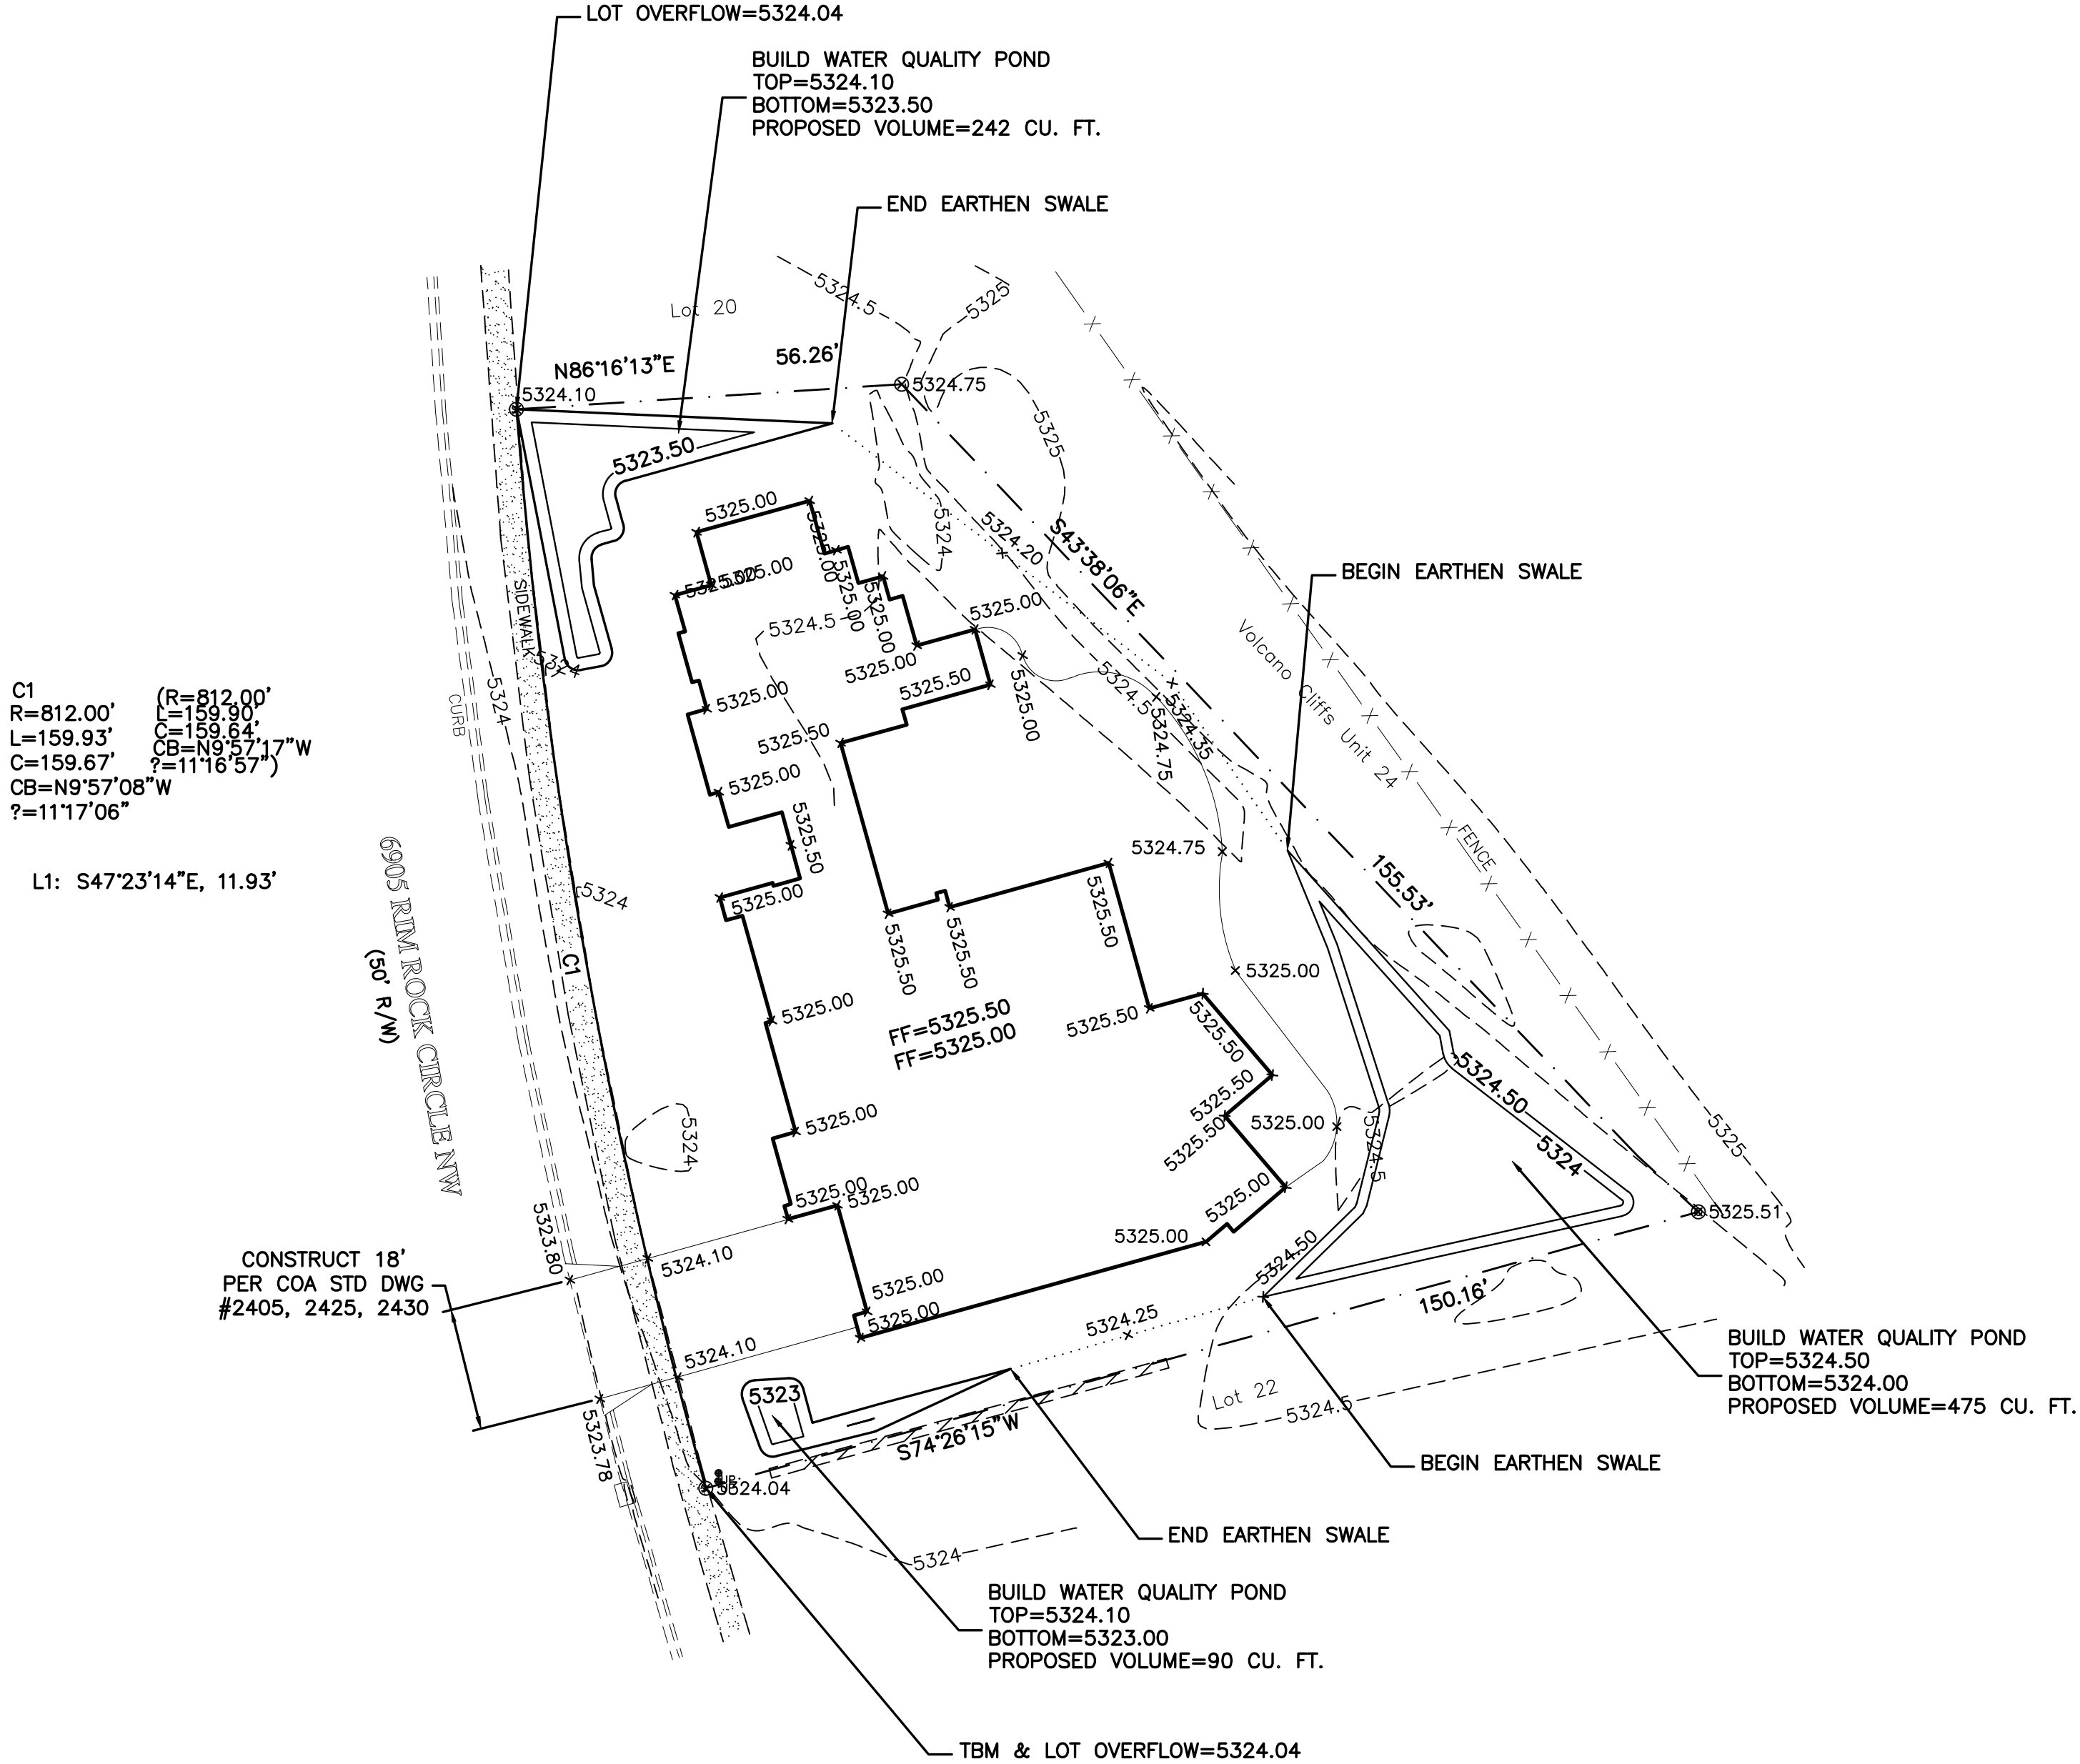 LOT OVERFLOW=5324.04
BUILD WATER QUALITY POND
TOP=5324.10
BOTTOM=5323.50
PROPOSED VOLUME=242 CU. FT.
END EARTHEN SWALE
5324.5
5325
Lot 20
N86°16'13"E
56.26'
5324.10
5324.75
5325
5323.50
5325.00
5325.00
5324
5324.20
S43°38'06"E
BEGIN EARTHEN SWALE
5325.00
5325.00
5325.00
5325.00
5325.00
5324.5
5325.00
SIDEWALK
5324
5325.00
5325.50
5325.00
5324.5
5324.35
5324.75
Volcano Cliffs Unit 24
C1
R=812.00'
L=159.93'
C=159.67'
CB=N9°57'08"W
?=11°17'06"
(R=812.00'
L=159.90'
C=159.64'
CB=N9°57'17"W
?=11°16'57")
CURB
5324
5325.00
5325.50
5325.00
5325.50
5324.75
FENCE
155.53'
L1: S47°23'14"E, 11.93'
5324
5325.00
6905 RIM ROCK CIRCLE NW
(50' R/W)
C1
5325.50
5325.50
5325.50
5325.00
5325.00
FF=5325.50
FF=5325.00
5325.50
5325.50
5324.50
5324
5325.50
5325.50
5325.00
5324.5
5325
5324
5325.00
5325.00
5325.00
5325.00
5325.00
5325.51
5323.80
5324.10
CONSTRUCT 18'
PER COA STD DWG
#2405, 2425, 2430
5324.50
150.16'
5325.00
5325.00
5324.25
5324.10
BUILD WATER QUALITY POND
TOP=5324.50
BOTTOM=5324.00
PROPOSED VOLUME=475 CU. FT.
5323
Lot 22
5324.5
S74°26'15"W
5323.78
BEGIN EARTHEN SWALE
5324.04
END EARTHEN SWALE
5324
BUILD WATER QUALITY POND
TOP=5324.10
BOTTOM=5323.00
PROPOSED VOLUME=90 CU. FT.
TBM & LOT OVERFLOW=5324.04